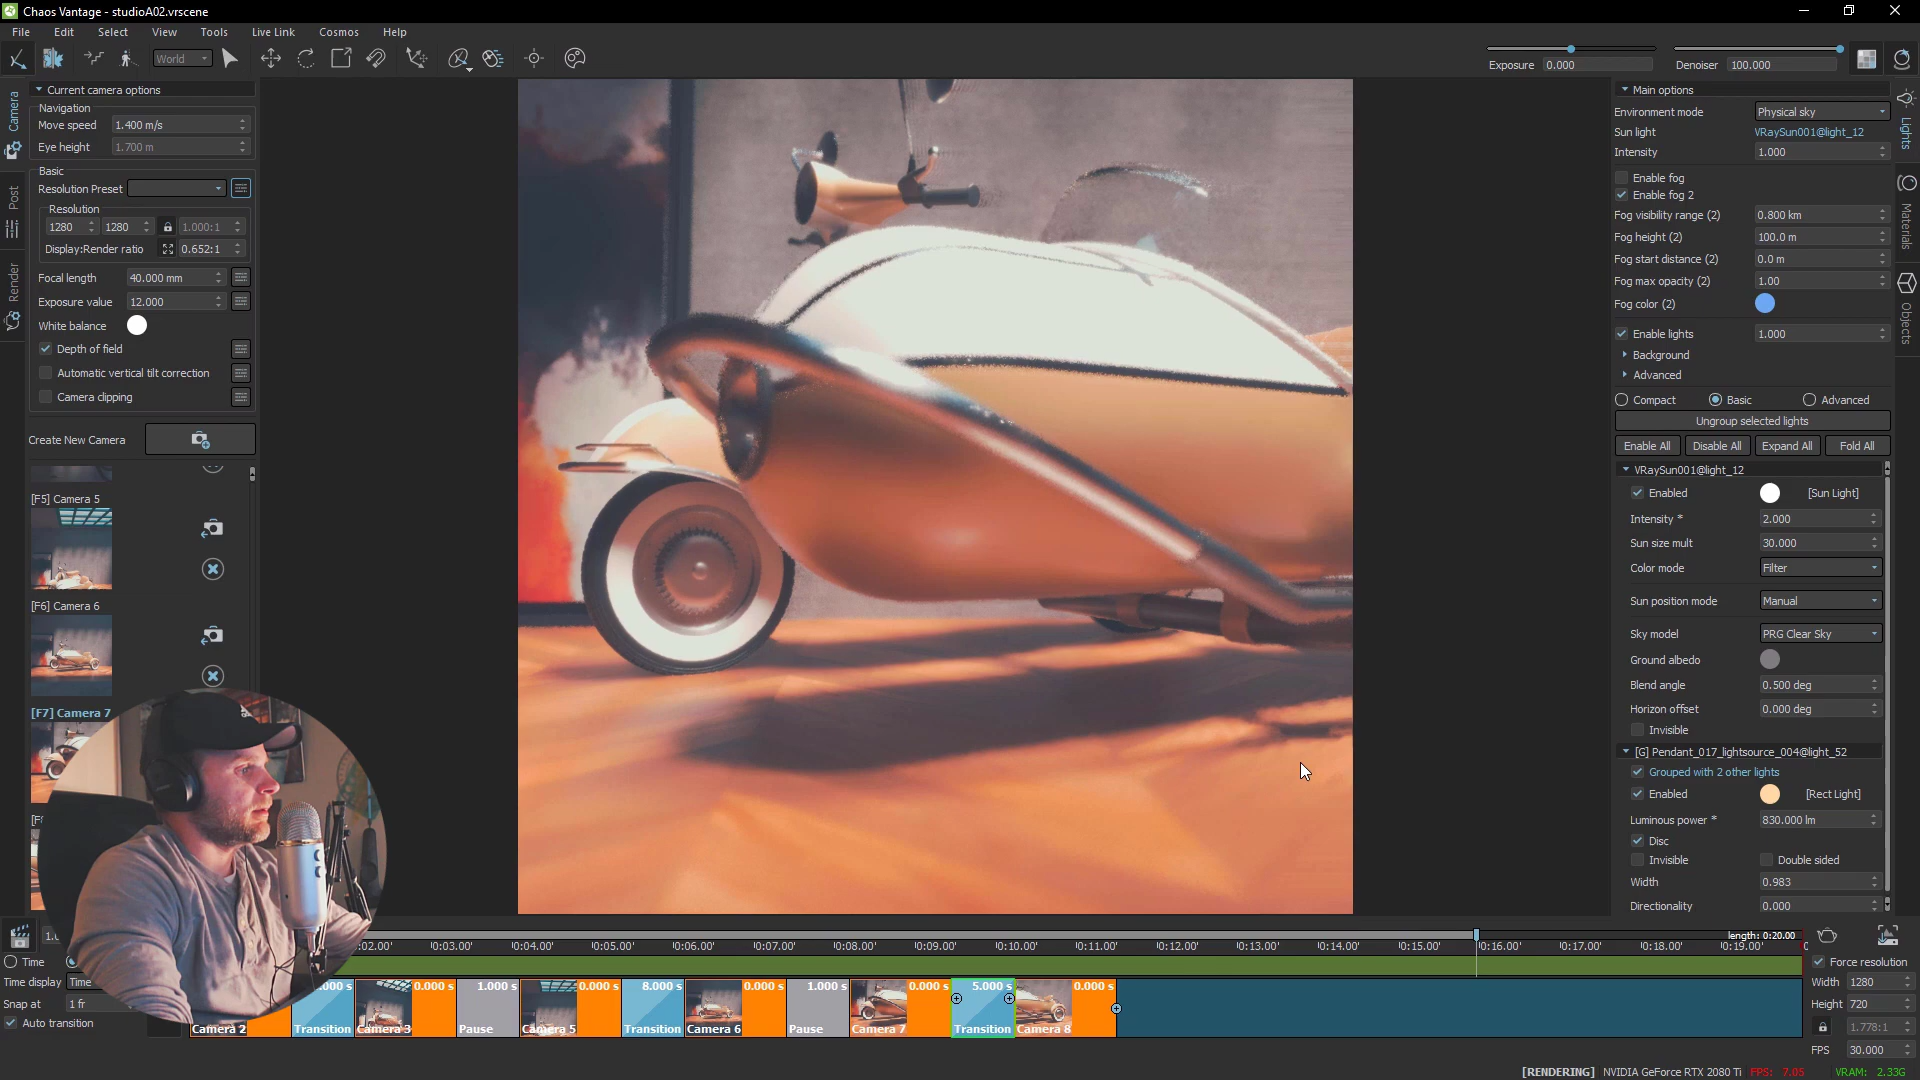 Chaos Vantage - studioA02.vrscene
File Edit Select View Tools Live Link Cosmos Help
World
Exposure 0.000
Denoiser 100.000
Camera
Post
Render
Current camera options
Navigation
Move speed 1.400 m/s
Eye height 1.700 m
Basic
Resolution Preset
Resolution
1280 1280 1.000:1
Display:Render ratio 0.652:1
Focal length 40.000 mm
Exposure value 12.000
White balance
Depth of field
Automatic vertical tilt correction
Camera clipping
Create New Camera
[F5] Camera 5
[F6] Camera 6
[F7] Camera 7
Main options
Environment mode Physical sky
Sun light VRaySun001@light_12
Intensity 1.000
Enable fog
Enable fog 2
Fog visibility range (2) 0.800 km
Fog height (2) 100.0 m
Fog start distance (2) 0.0 m
Fog max opacity (2) 1.00
Fog color (2)
Enable lights 1.000
Background
Advanced
Compact Basic Advanced
Ungroup selected lights
Enable All Disable All Expand All Fold All
VRaySun001@light_12
Enabled [Sun Light]
Intensity * 2.000
Sun size mult 30.000
Color mode Filter
Sun position mode Manual
Sky model PRG Clear Sky
Ground albedo
Blend angle 0.500 deg
Horizon offset 0.000 deg
Invisible
[G] Pendant_017_lightsource_004@light_52
Grouped with 2 other lights
Enabled [Rect Light]
Luminous power * 830.000 lm
Disc
Invisible Double sided
Width 0.983
Directionality 0.000
Lights
Materials
Objects
length: 0:20.00
0:03.00' 0:04.00' 0:05.00' 0:06.00' 0:07.00' 0:08.00' 0:09.00' 0:10.00' 0:11.00' 0:12.00' 0:13.00' 0:14.00' 0:15.00' 0:16.00' 0:17.00' 0:18.00' 0:19.00'
Time
Time display Time
Snap at 1 fr
Auto transition
0.000 s 1.000 s 0.000 s 8.000 s 0.000 s 1.000 s 0.000 s 5.000 s 0.000 s
Camera 2 Transition Camera 3 Pause Camera 5 Transition Camera 6 Pause Camera 7 Transition Camera 8
Force resolution
Width 1280
Height 720
1.778:1
FPS 30.000
[RENDERING] NVIDIA GeForce RTX 2080 Ti FPS: 7.05 VRAM: 2.33G